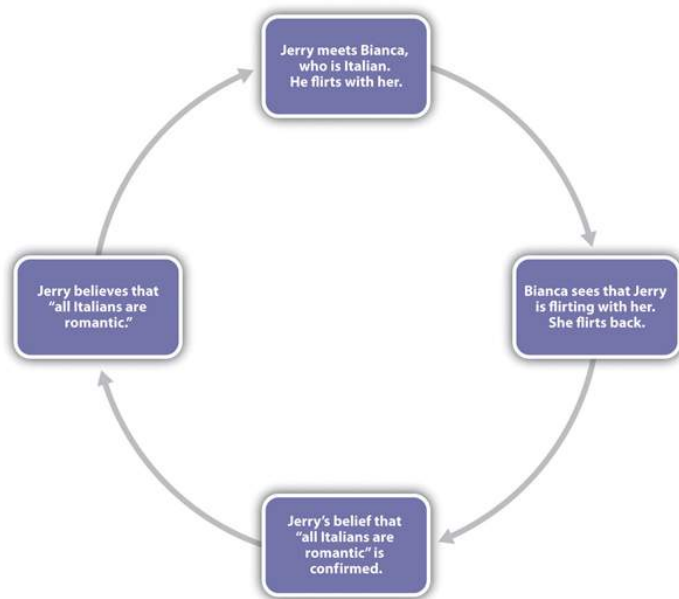 Jerry meets Bianca,
who is Italian.
He flirts with her.
Bianca sees that Jerry
is flirting with her.
She flirts back.
Jerry’s belief that
“all Italians are
romantic” is
confirmed.
Jerry believes that
“all Italians are
romantic.”